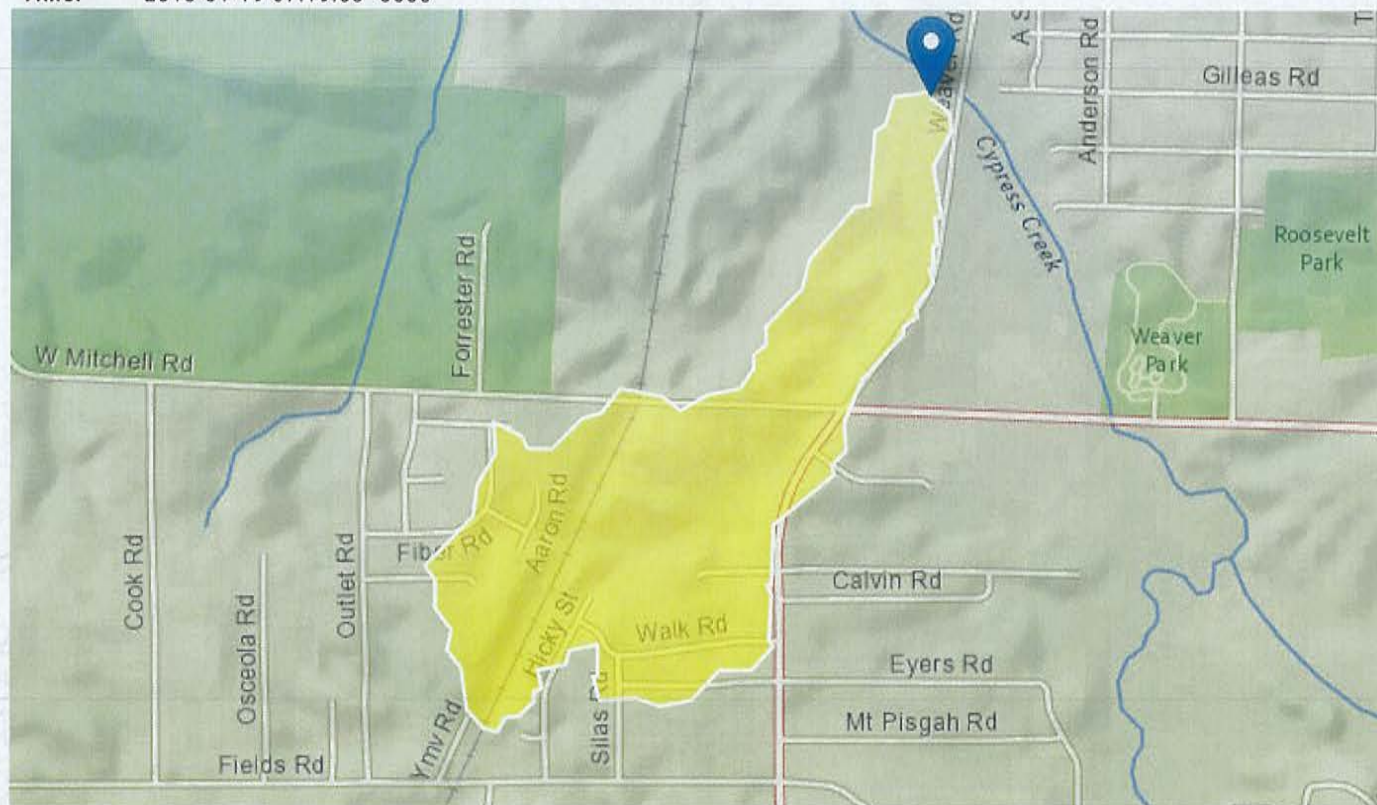 Weaver Rd
Anderson Rd
Gilleas Rd
Cypress Creek
Roosevelt
Park
Weaver
Park
Forrester Rd
W Mitchell Rd
Cook Rd
Osceola Rd
Outlet Rd
Fiber Rd
Aaron Rd
Hicky St
Walk Rd
Calvin Rd
Silas Rd
Eyers Rd
Mt Pisgah Rd
Ymv Rd
Fields Rd